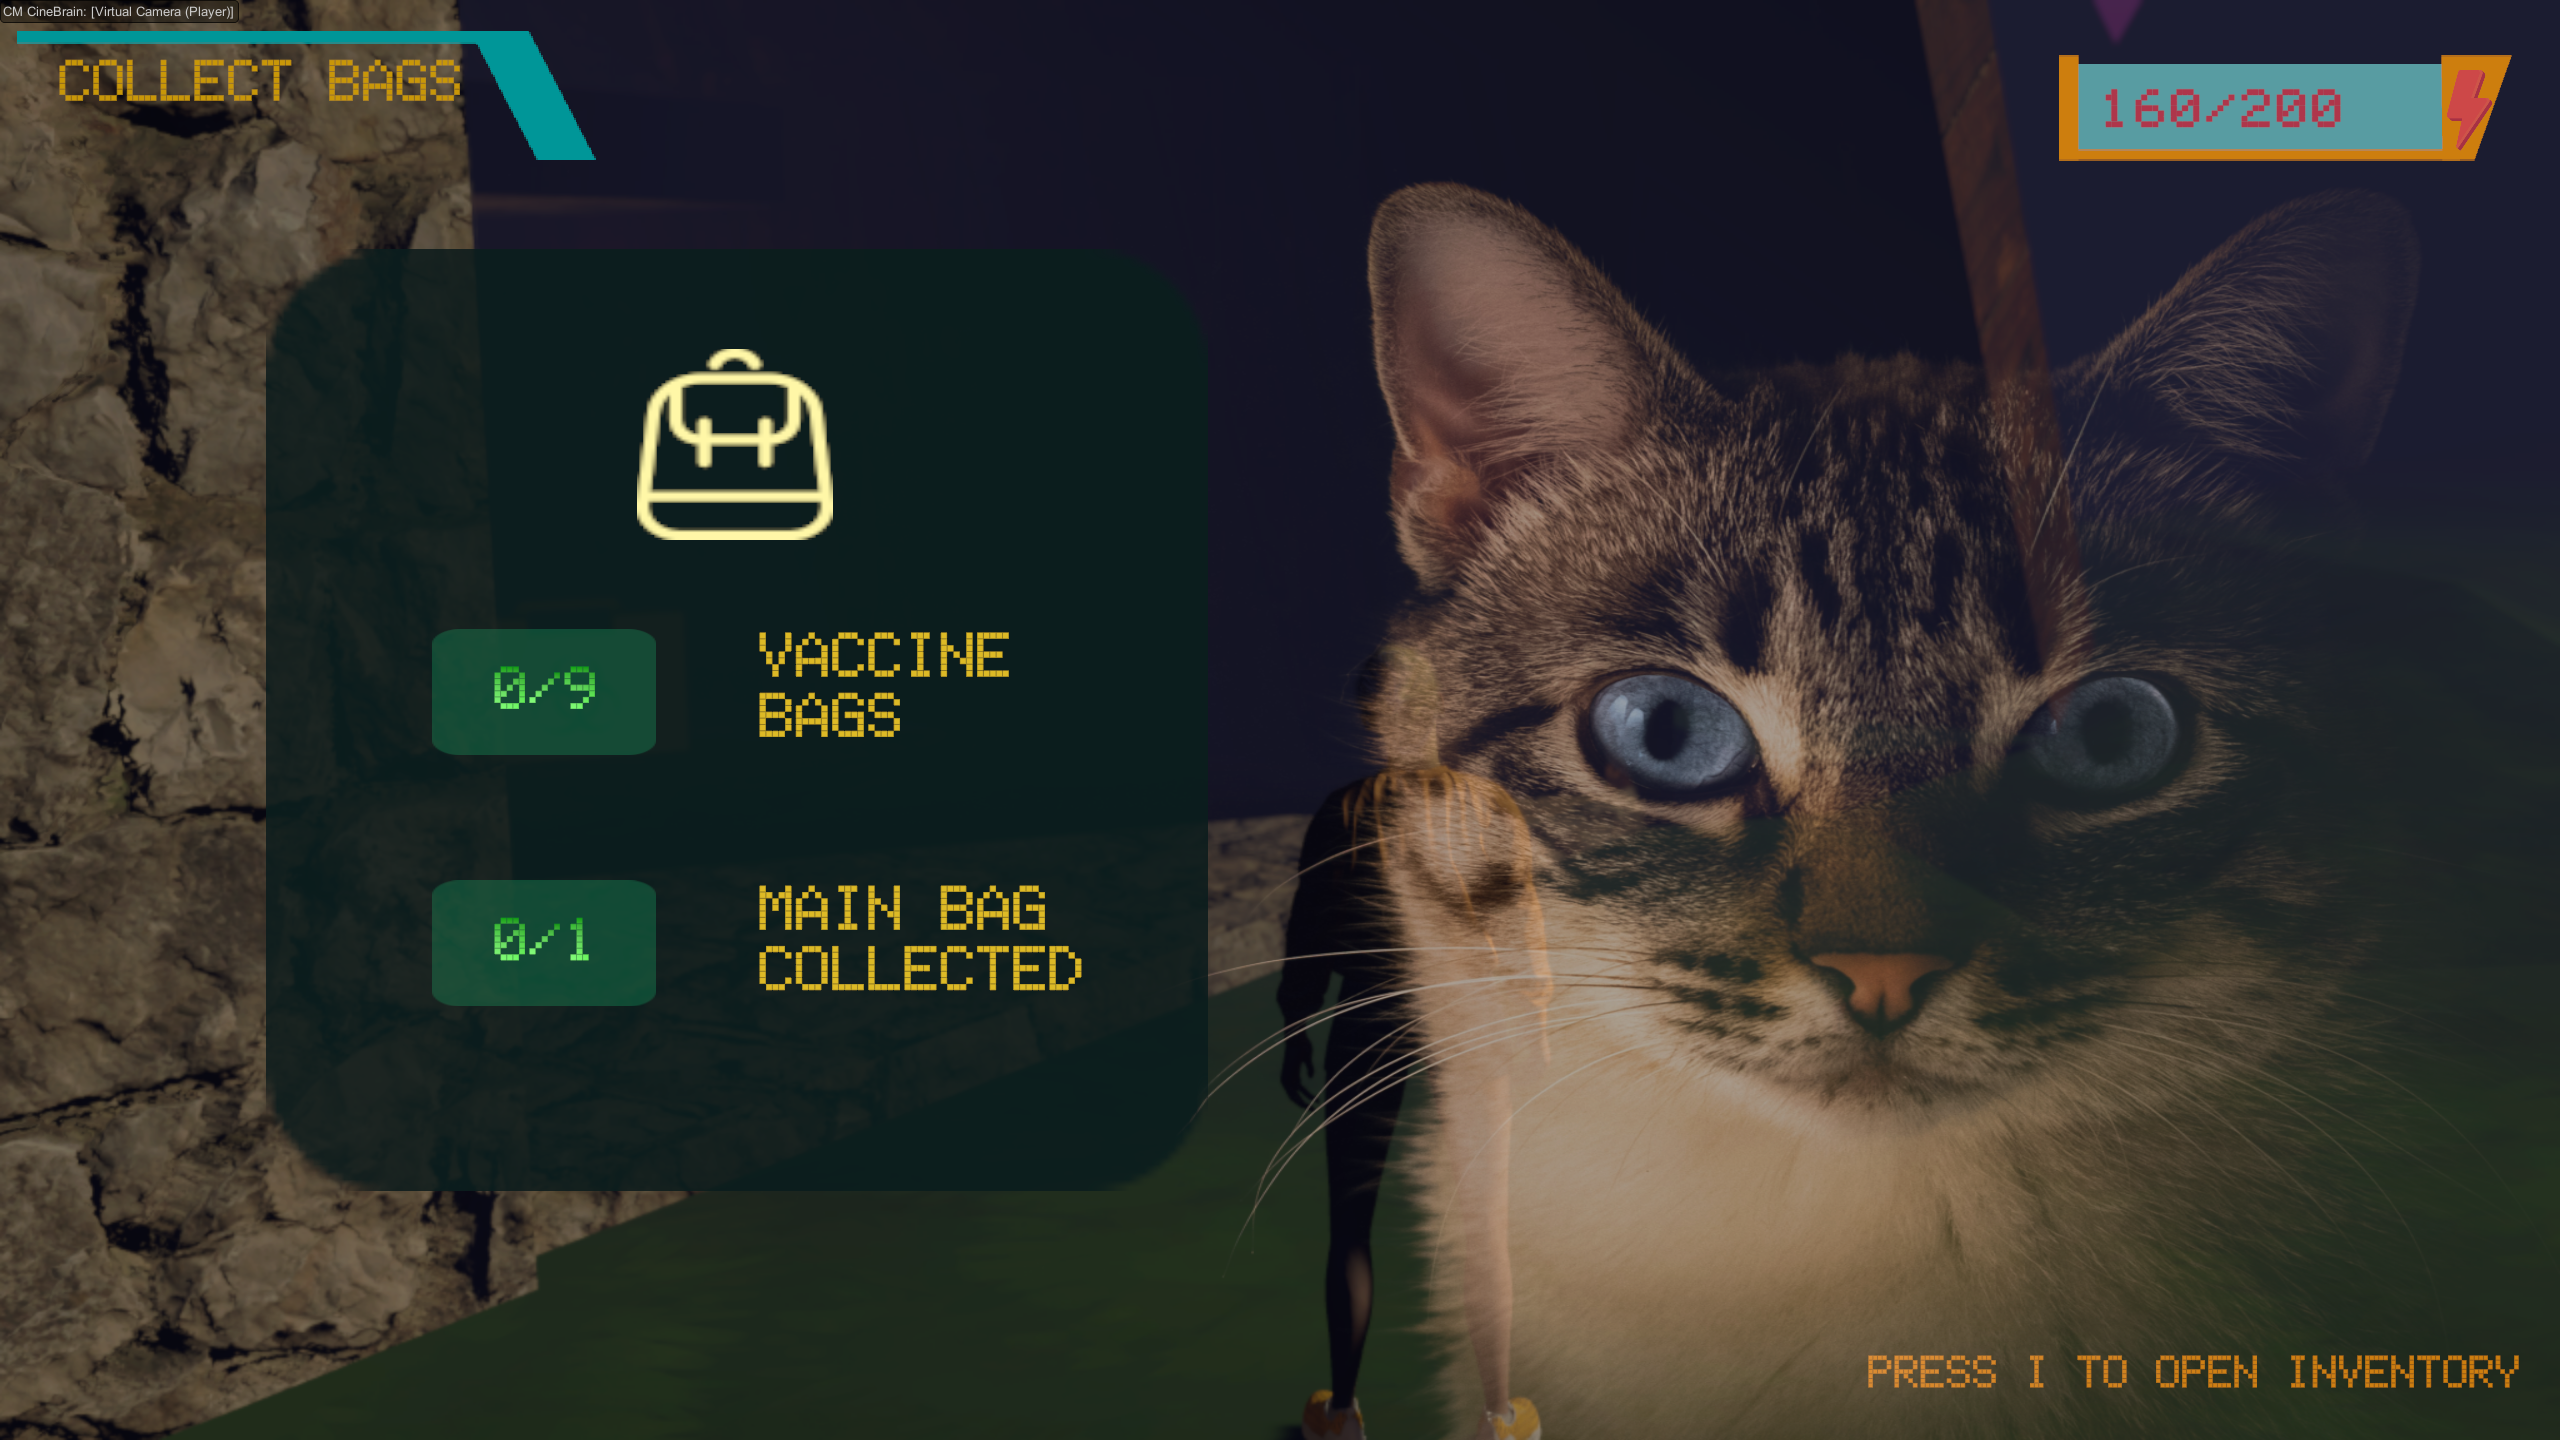 CM CineBrain: [Virtual Camera (Player)]
COLLECT BAGS
160/200
0/9
VACCINE
BAGS
0/1
MAIN BAG
COLLECTED
PRESS I TO OPEN INVENTORY